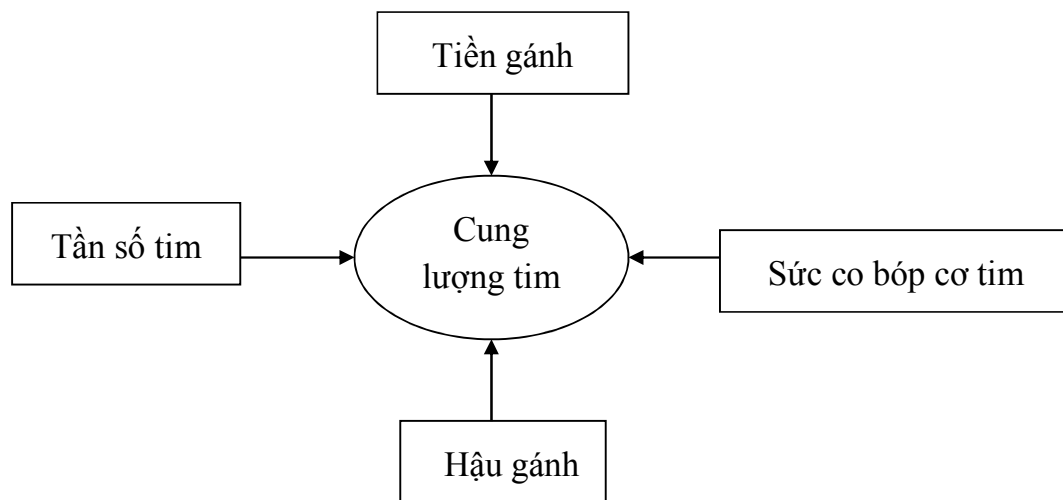 Tiền gánh
Tần số tim
Cung
lượng tim
Sức co bóp cơ tim
Hậu gánh